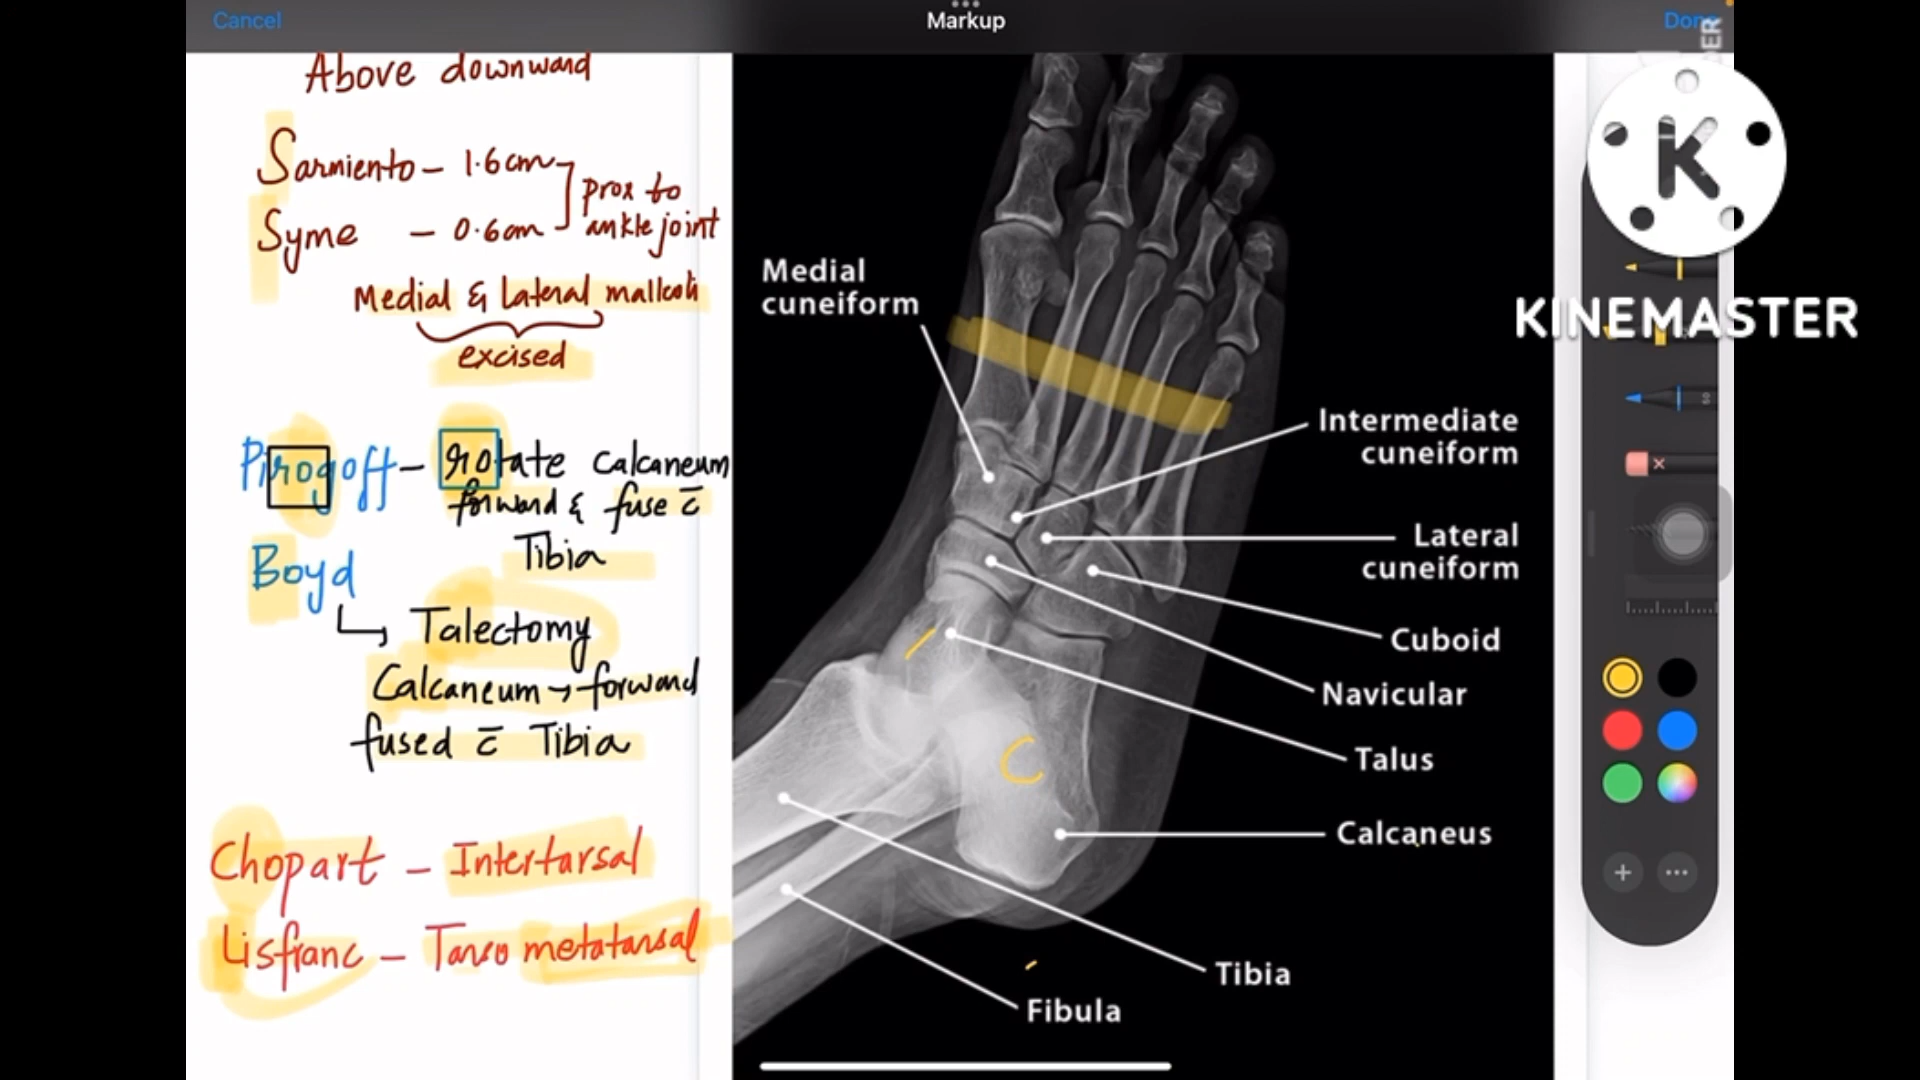 Cancel
Markup
Done
Above downward
Sarmiento – 1.6cm
Syme – 0.6cm
prox to
ankle joint
Medial & Lateral malleoli
excised
Pirogoff – rotate calcaneum
forward & fuse c̄
Tibia
Boyd
Talectomy
Calcaneum → forward
fused c̄ Tibia
Chopart – Intertarsal
Lisfranc – Tarso metatarsal
Medial
cuneiform
Intermediate
cuneiform
Lateral
cuneiform
Cuboid
Navicular
Talus
C
Calcaneus
Tibia
Fibula
K
KINEMASTER